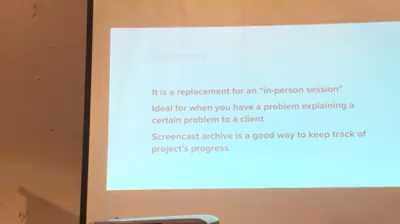 It is a replacement for an “in-person session”
Ideal for when you have a problem explaining a
certain problem to a client
Screencast archive is a good way to keep track of
project’s progress